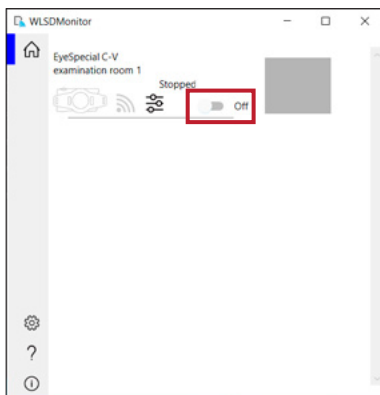 WLSDMonitor
EyeSpecial C-V
examination room 1
Stopped
Off